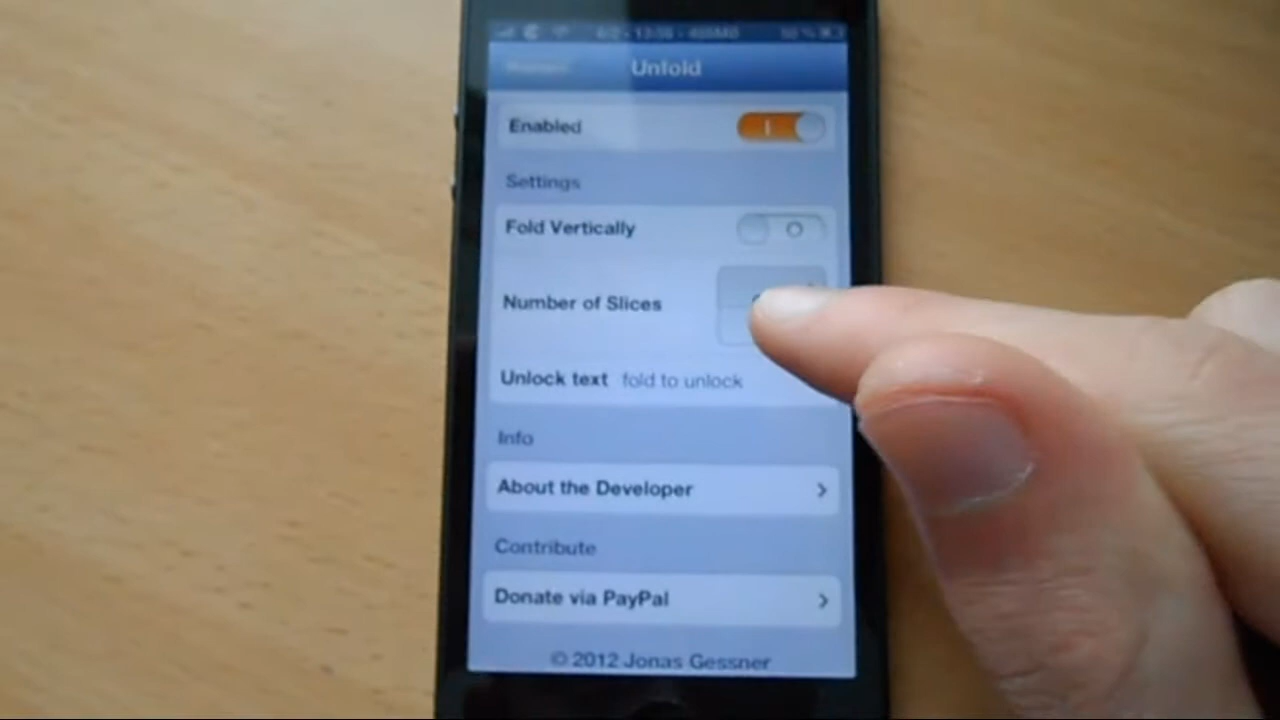 Unfold
Enabled
Settings
Fold Vertically
Number of Slices
Unlock text fold to unlock
Info
About the Developer
Contribute
Donate via PayPal
© 2012 Jonas Gessner